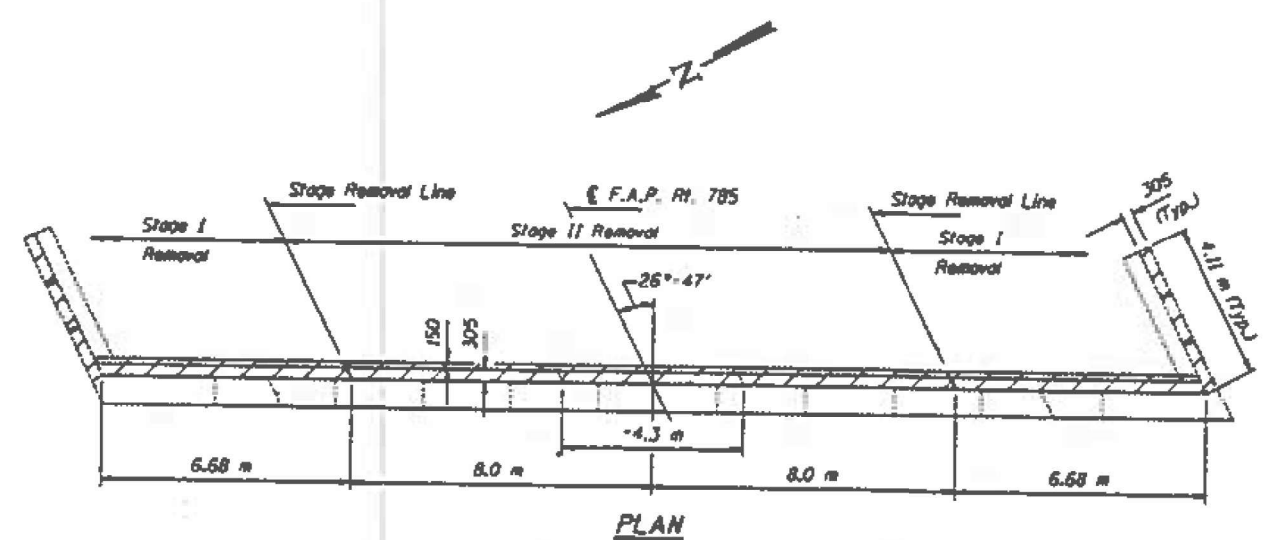 N
Stage Removal Line
℄ F.A.P. Rt. 785
Stage Removal Line
305
(Typ.)
Stage I
Removal
Stage II Removal
Stage I
Removal
4.11 m (Typ.)
26°-47'
150
305
~4.3 m
6.68 m
8.0 m
8.0 m
6.68 m
PLAN